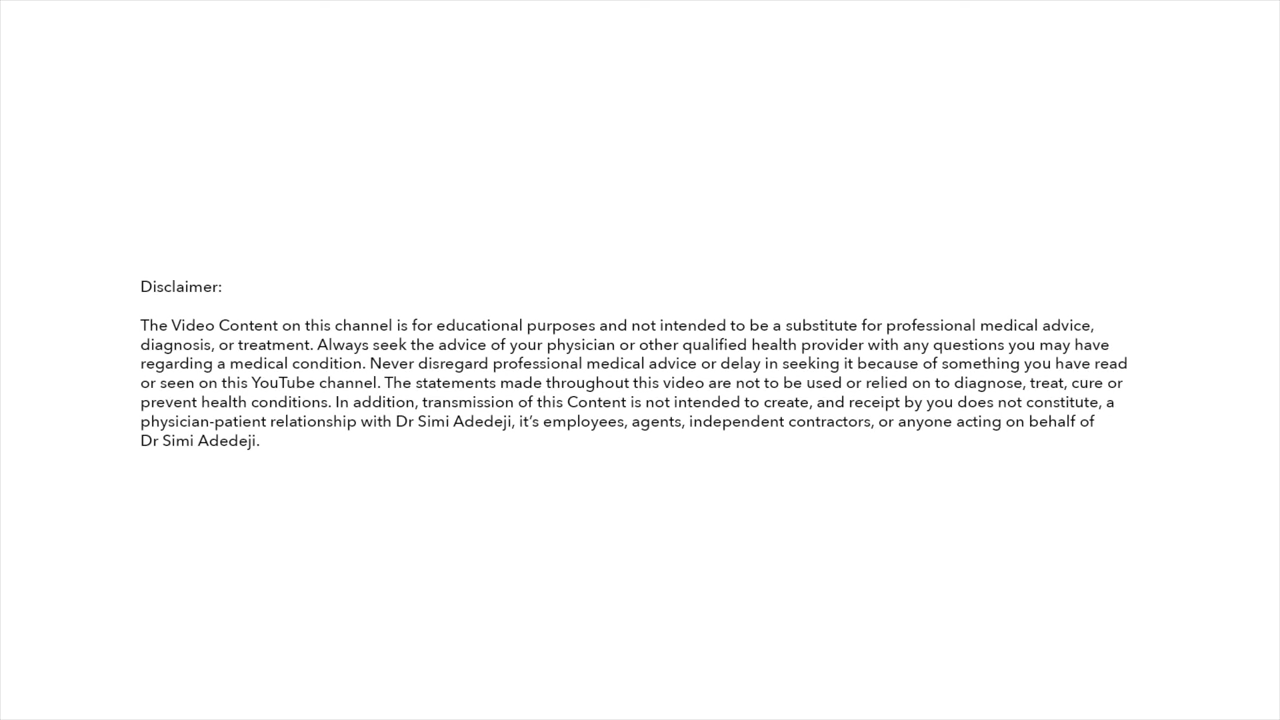 Disclaimer:
The Video Content on this channel is for educational purposes and not intended to be a substitute for professional medical advice,
diagnosis, or treatment. Always seek the advice of your physician or other qualified health provider with any questions you may have
regarding a medical condition. Never disregard professional medical advice or delay in seeking it because of something you have read
or seen on this YouTube channel. The statements made throughout this video are not to be used or relied on to diagnose, treat, cure or
prevent health conditions. In addition, transmission of this Content is not intended to create, and receipt by you does not constitute, a
physician-patient relationship with Dr Simi Adedeji, it’s employees, agents, independent contractors, or anyone acting on behalf of
Dr Simi Adedeji.